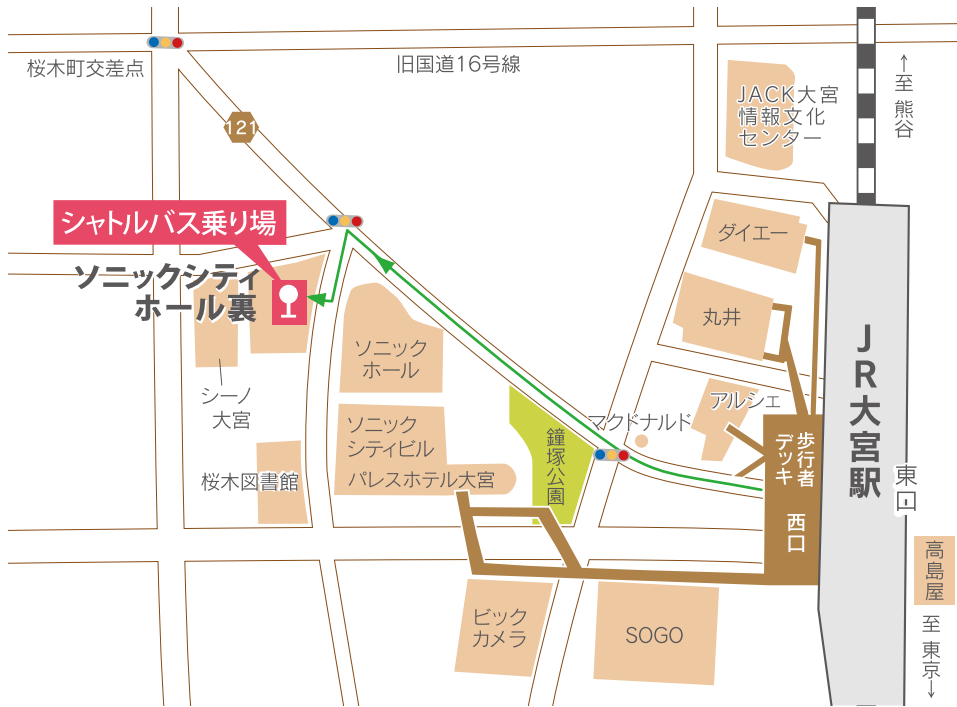 桜木町交差点
旧国道16号線
←至 熊谷
121
JACK大宮
情報文化
センター
シャトルバス乗り場
ソニックシティ
ホール裏
ダイエー
丸井
ソニック
ホール
シーノ
大宮
アルシェ
マクドナルド
JR大宮駅
ソニック
シティビル
パレスホテル大宮
鐘塚公園
歩行者
デッキ
西口
東口
桜木図書館
高島屋
ビック
カメラ
SOGO
至 東京→